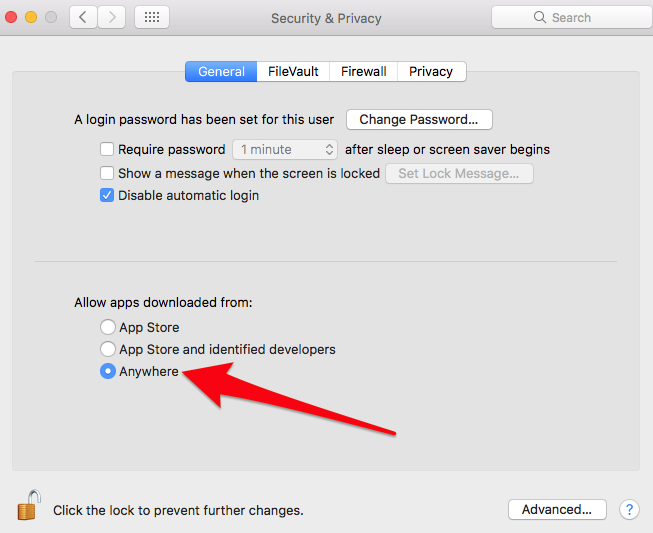 Security & Privacy
Search
General FileVault Firewall Privacy
A login password has been set for this user Change Password...
Require password 1 minute after sleep or screen saver begins
Show a message when the screen is locked Set Lock Message...
Disable automatic login
Allow apps downloaded from:
App Store
App Store and identified developers
Anywhere
Click the lock to prevent further changes. Advanced... ?